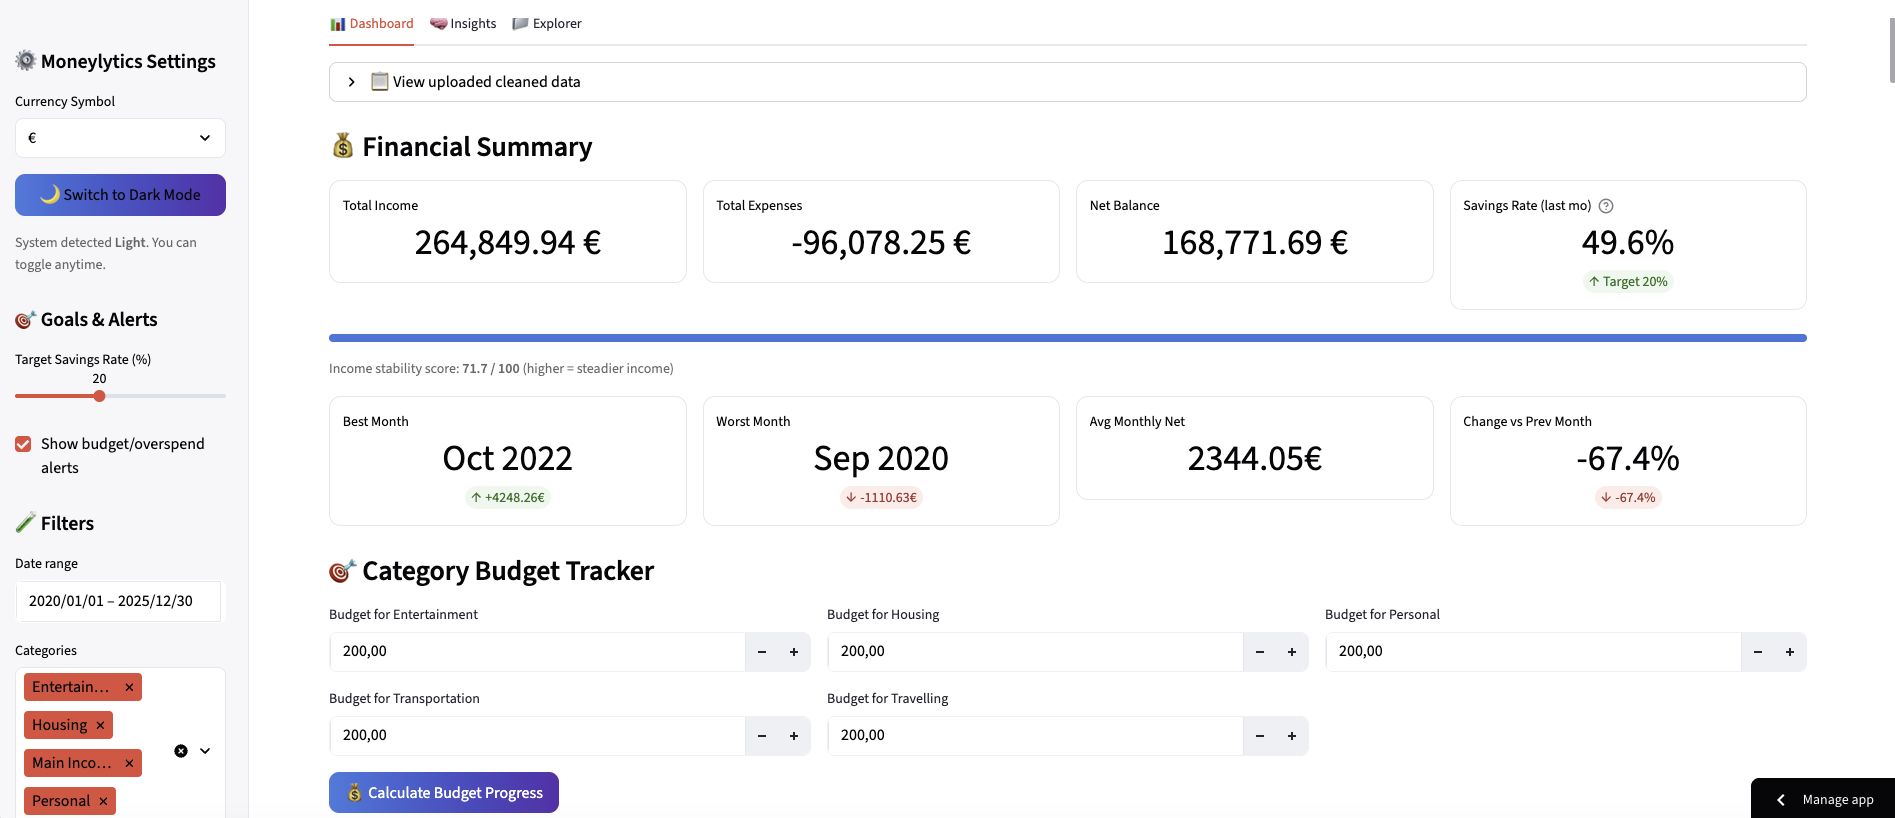 Moneylytics Settings
Currency Symbol
€
Switch to Dark Mode
System detected Light. You can
toggle anytime.
Goals & Alerts
Target Savings Rate (%)
20
Show budget/overspend
alerts
Filters
Date range
2020/01/01 – 2025/12/30
Categories
Entertain...
Housing
Main Inco...
Personal
Dashboard Insights Explorer
View uploaded cleaned data
Financial Summary
Total Income
264,849.94 €
Total Expenses
-96,078.25 €
Net Balance
168,771.69 €
Savings Rate (last mo)
49.6%
↑ Target 20%
Income stability score: 71.7 / 100 (higher = steadier income)
Best Month
Oct 2022
↑ +4248.26€
Worst Month
Sep 2020
↓ -1110.63€
Avg Monthly Net
2344.05€
Change vs Prev Month
-67.4%
↓ -67.4%
Category Budget Tracker
Budget for Entertainment
200,00
Budget for Housing
200,00
Budget for Personal
200,00
Budget for Transportation
200,00
Budget for Travelling
200,00
Calculate Budget Progress
Manage app